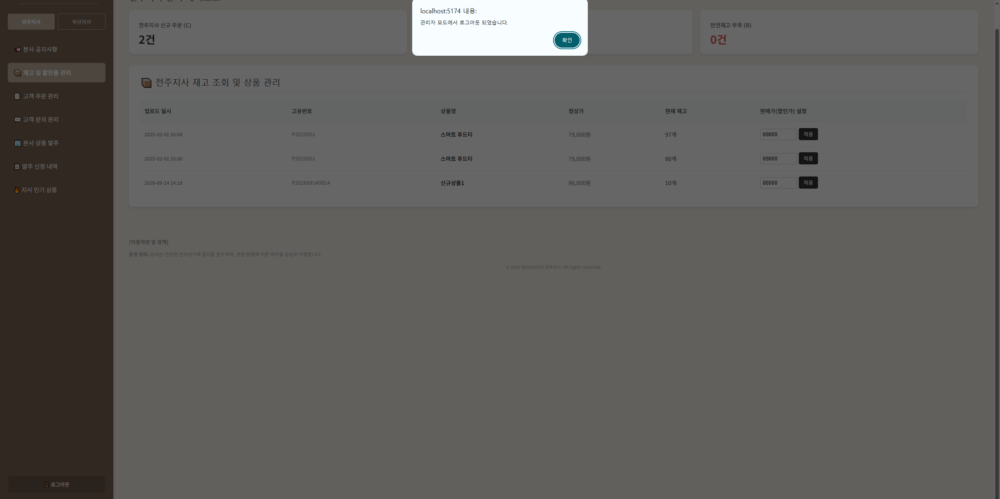 localhost:5174 내용:
관리자 모드에서 로그아웃 되었습니다.
확인
전주지사
부산지사
본사 공지사항
재고 및 할인율 관리
고객 주문 관리
고객 문의 관리
본사 상품 발주
발주 신청 내역
지사 인기 상품
로그아웃
전주지사 신규 주문 (C)
2건
안전재고 부족 (B)
0건
전주지사 재고 조회 및 상품 관리
업로드 일시 고유번호 상품명 정상가 현재 재고 판매가(할인가) 설정
2025-02-01 10:00 P2025001 스마트 후드티 79,000원 97개 69000 적용
2025-02-01 10:00 P2025001 스마트 후드티 79,000원 80개 69000 적용
2026-09-14 14:18 P202609140B14 신규상품1 90,000원 10개 80000 적용
[이용약관 및 정책]
운영 원칙: 당사는 건전한 전자상거래 질서를 준수하며, 관련 법령에 따른 의무를 성실히 이행합니다.
© 2026 BASEASON 전주지사. All rights reserved.